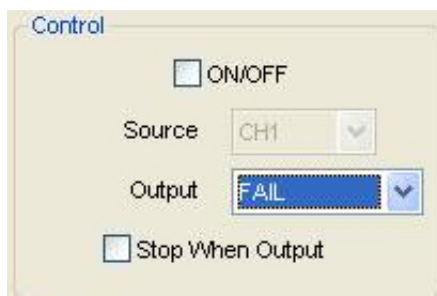 Control
ON/OFF
Source CH1
Output FAIL
Stop When Output